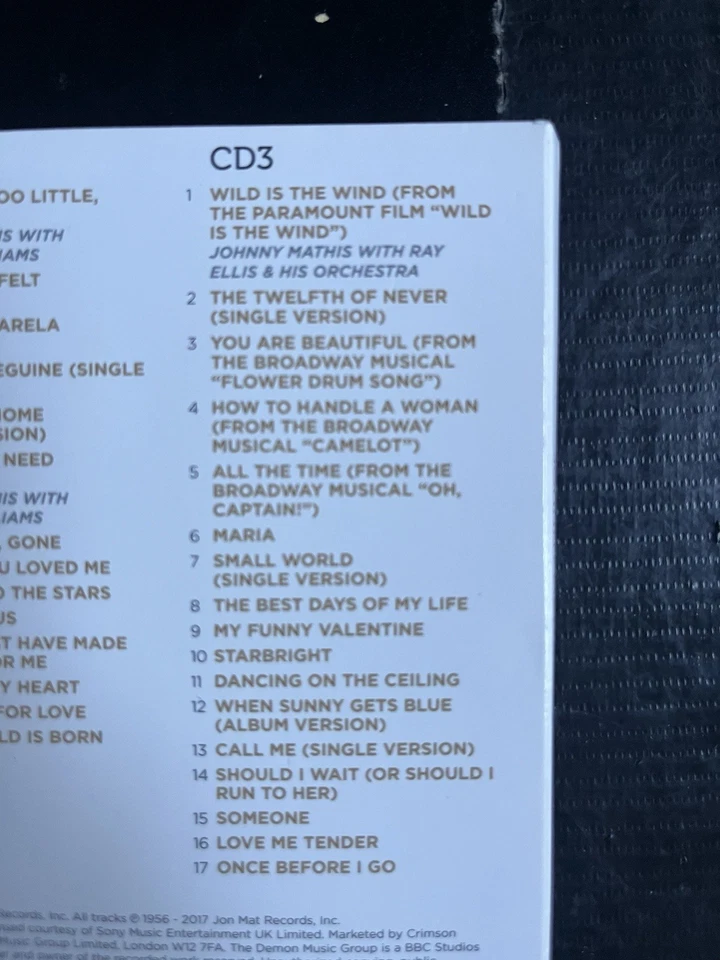 OO LITTLE,
IS WITH
IAMS
FELT
ARELA
EGUINE (SINGLE
HOME
SION)
NEED
HIS WITH
IAMS
, GONE
U LOVED ME
O THE STARS
US
T HAVE MADE
OR ME
Y HEART
FOR LOVE
LD IS BORN
CD3
1 WILD IS THE WIND (FROM
THE PARAMOUNT FILM “WILD
IS THE WIND”)
JOHNNY MATHIS WITH RAY
ELLIS & HIS ORCHESTRA
2 THE TWELFTH OF NEVER
(SINGLE VERSION)
3 YOU ARE BEAUTIFUL (FROM
THE BROADWAY MUSICAL
“FLOWER DRUM SONG”)
4 HOW TO HANDLE A WOMAN
(FROM THE BROADWAY
MUSICAL “CAMELOT”)
5 ALL THE TIME (FROM THE
BROADWAY MUSICAL “OH,
CAPTAIN!”)
6 MARIA
7 SMALL WORLD
(SINGLE VERSION)
8 THE BEST DAYS OF MY LIFE
9 MY FUNNY VALENTINE
10 STARBRIGHT
11 DANCING ON THE CEILING
12 WHEN SUNNY GETS BLUE
(ALBUM VERSION)
13 CALL ME (SINGLE VERSION)
14 SHOULD I WAIT (OR SHOULD I
RUN TO HER)
15 SOMEONE
16 LOVE ME TENDER
17 ONCE BEFORE I GO
Records, Inc. All tracks ℗ 1956 - 2017 Jon Mat Records, Inc.
courtesy of Sony Music Entertainment UK Limited. Marketed by Crimson
Music Group Limited, London W12 7FA. The Demon Music Group is a BBC Studios